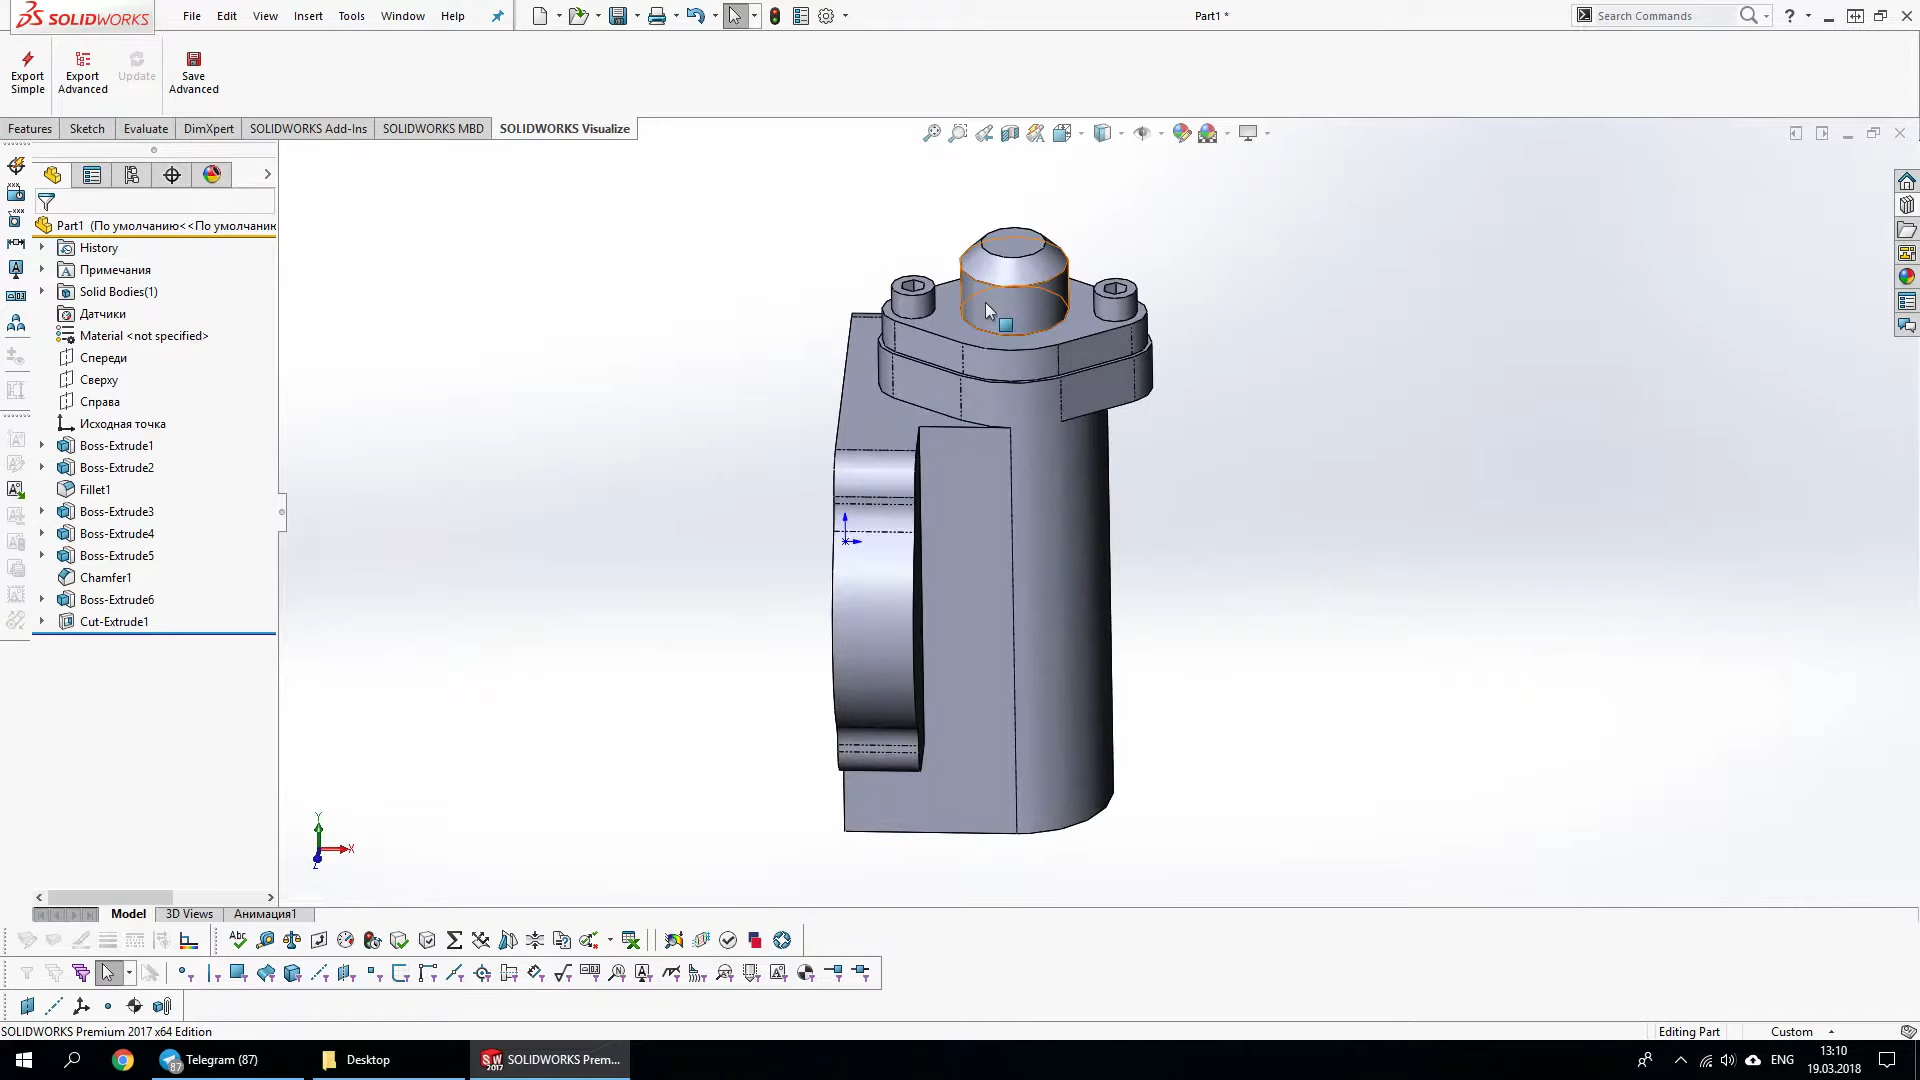 SOLIDWORKS
File Edit View Insert Tools Window Help
Part1 *
Search Commands
Export Simple
Export Advanced
Update
Save Advanced
Features Sketch Evaluate DimXpert SOLIDWORKS Add-Ins SOLIDWORKS MBD SOLIDWORKS Visualize
Part1 (По умолчанию<<По умолчани
History
Примечания
Solid Bodies(1)
Датчики
Material <not specified>
Спереди
Сверху
Справа
Исходная точка
Boss-Extrude1
Boss-Extrude2
Fillet1
Boss-Extrude3
Boss-Extrude4
Boss-Extrude5
Chamfer1
Boss-Extrude6
Cut-Extrude1
Y
X
Z
Model 3D Views Анимация1
SOLIDWORKS Premium 2017 x64 Edition
Editing Part
Custom
Telegram (87)
Desktop
SOLIDWORKS Prem...
ENG
13:10
19.03.2018